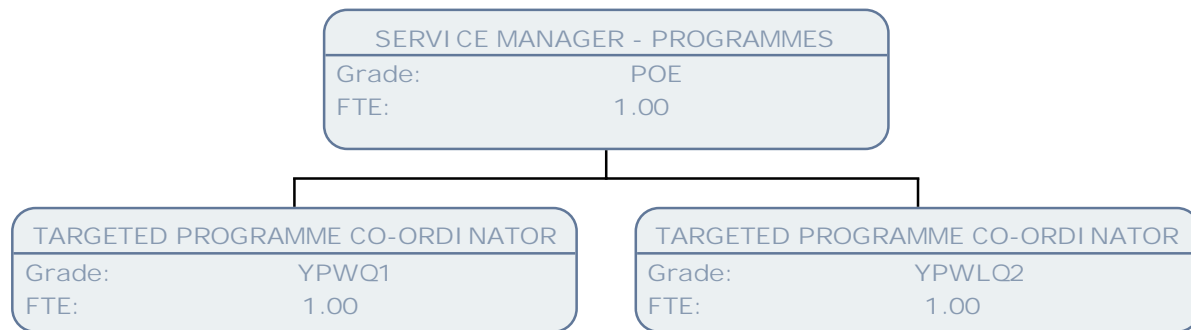 SERVICE MANAGER - PROGRAMMES
Grade: POE
FTE: 1.00
TARGETED PROGRAMME CO-ORDINATOR
Grade: YPWQ1
FTE: 1.00
TARGETED PROGRAMME CO-ORDINATOR
Grade: YPWLQ2
FTE: 1.00